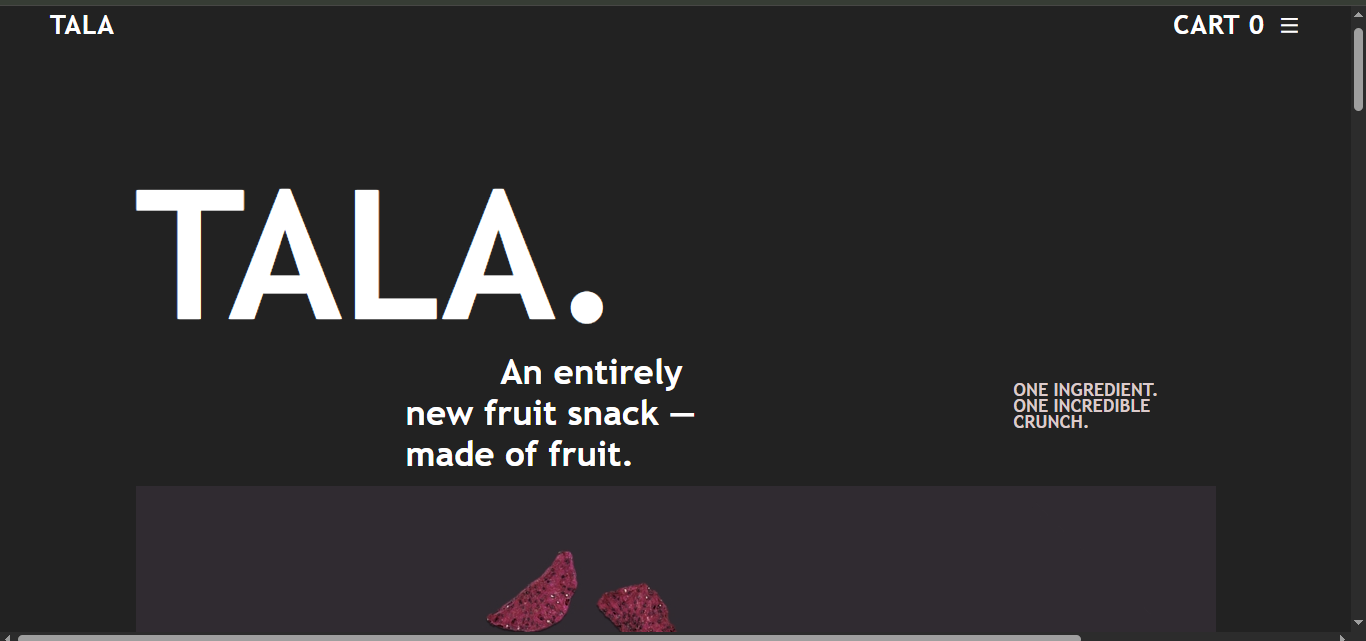 TALA
CART 0
TALA.
An entirely
new fruit snack —
made of fruit.
ONE INGREDIENT.
ONE INCREDIBLE
CRUNCH.